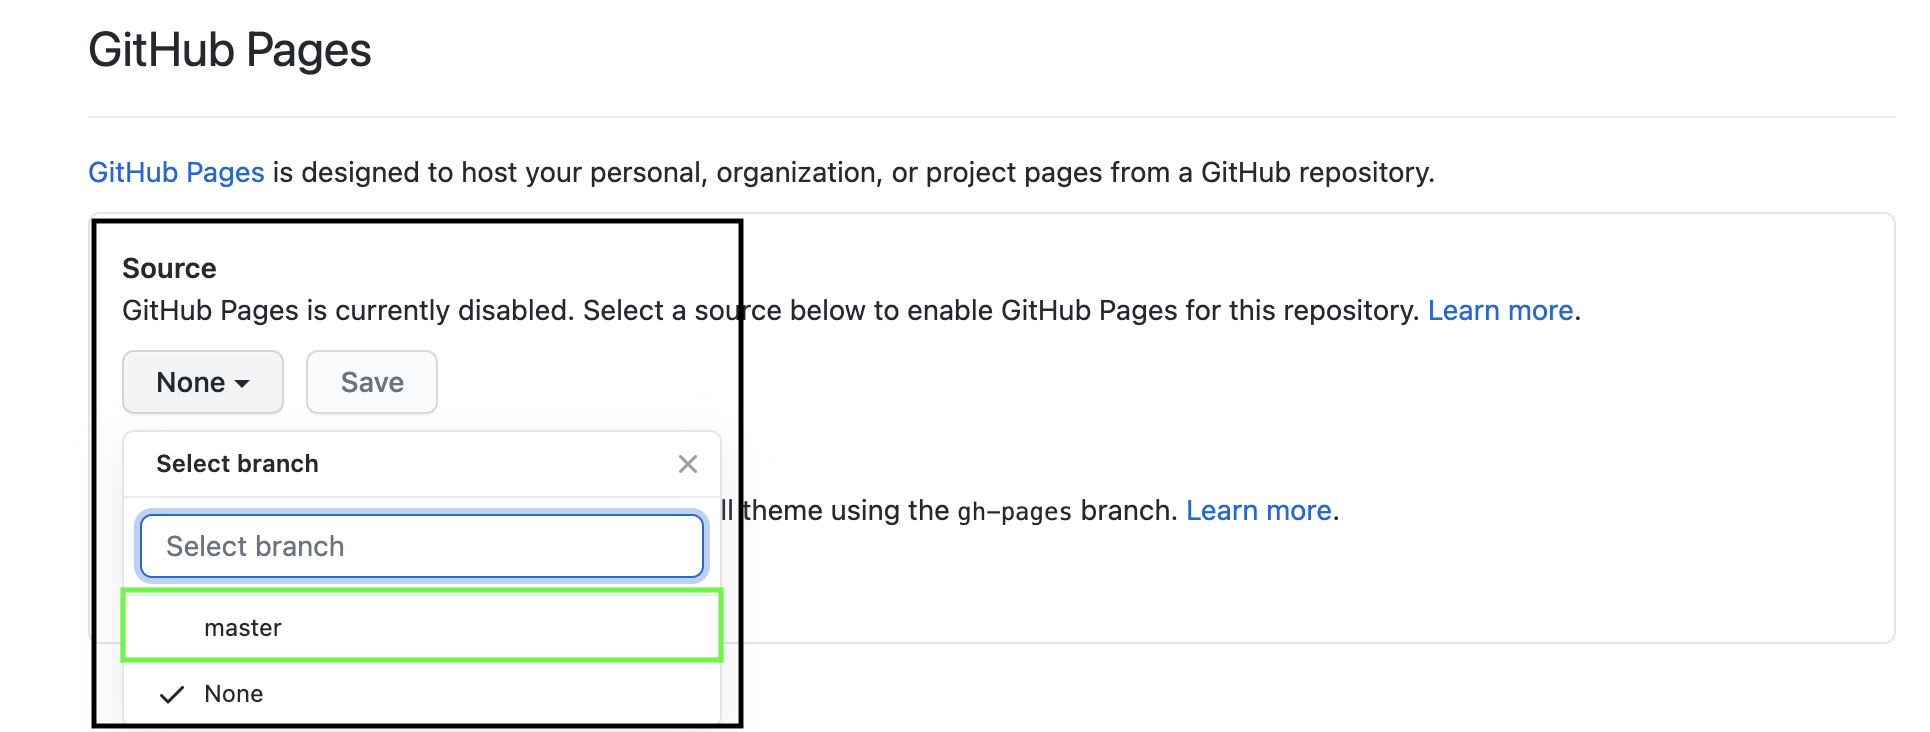 GitHub Pages
GitHub Pages is designed to host your personal, organization, or project pages from a GitHub repository.
Source
GitHub Pages is currently disabled. Select a source below to enable GitHub Pages for this repository. Learn more.
None
Save
Select branch
theme using the gh-pages branch. Learn more.
Select branch
master
None